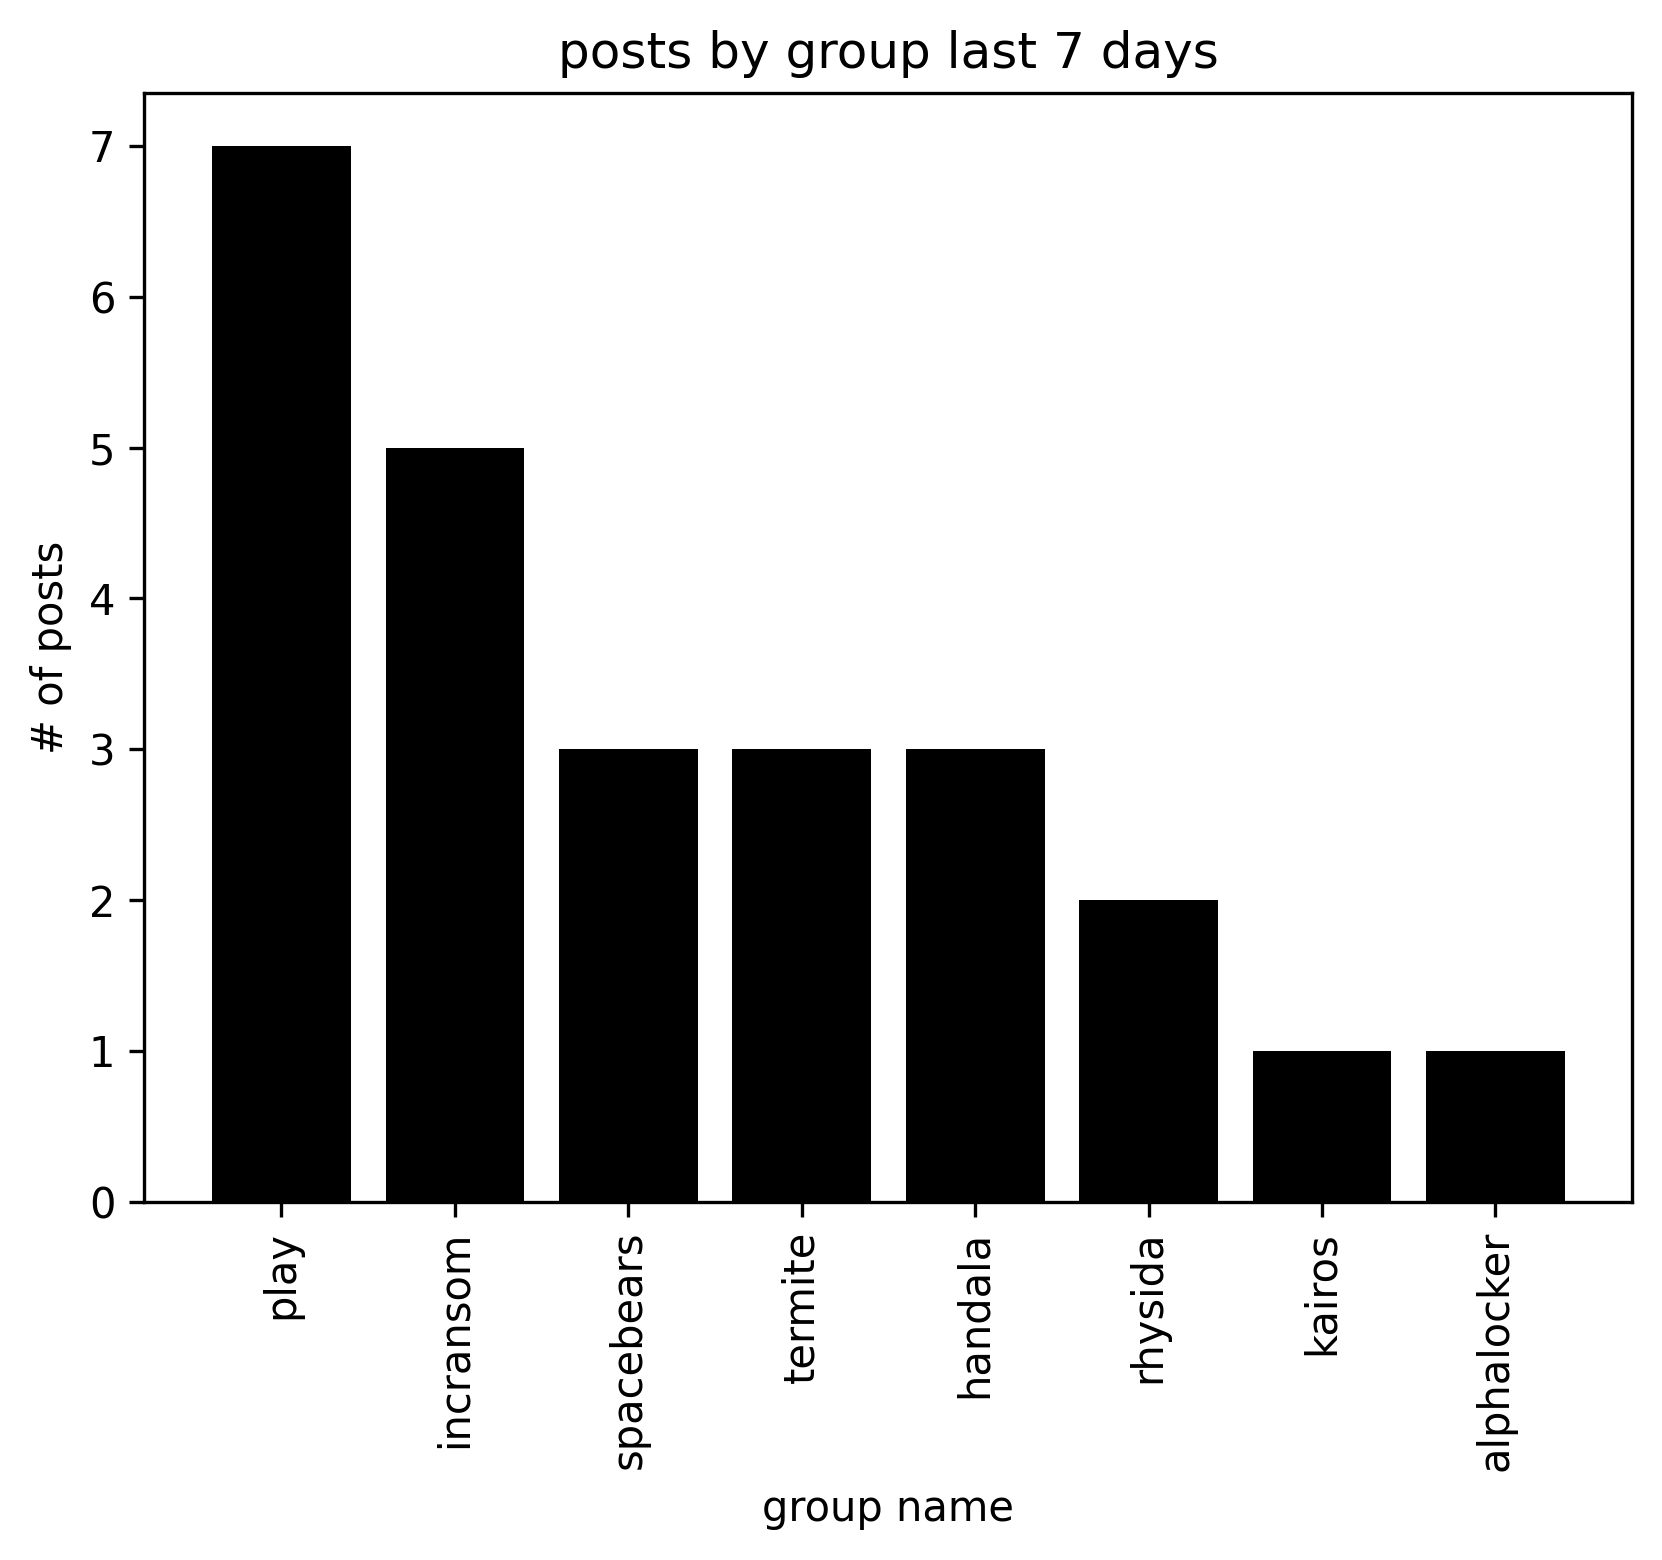 posts by group last 7 days
7
6
5
4
3
2
1
0
# of posts
play
incransom
spacebears
termite
handala
rhysida
kairos
alphalocker
group name